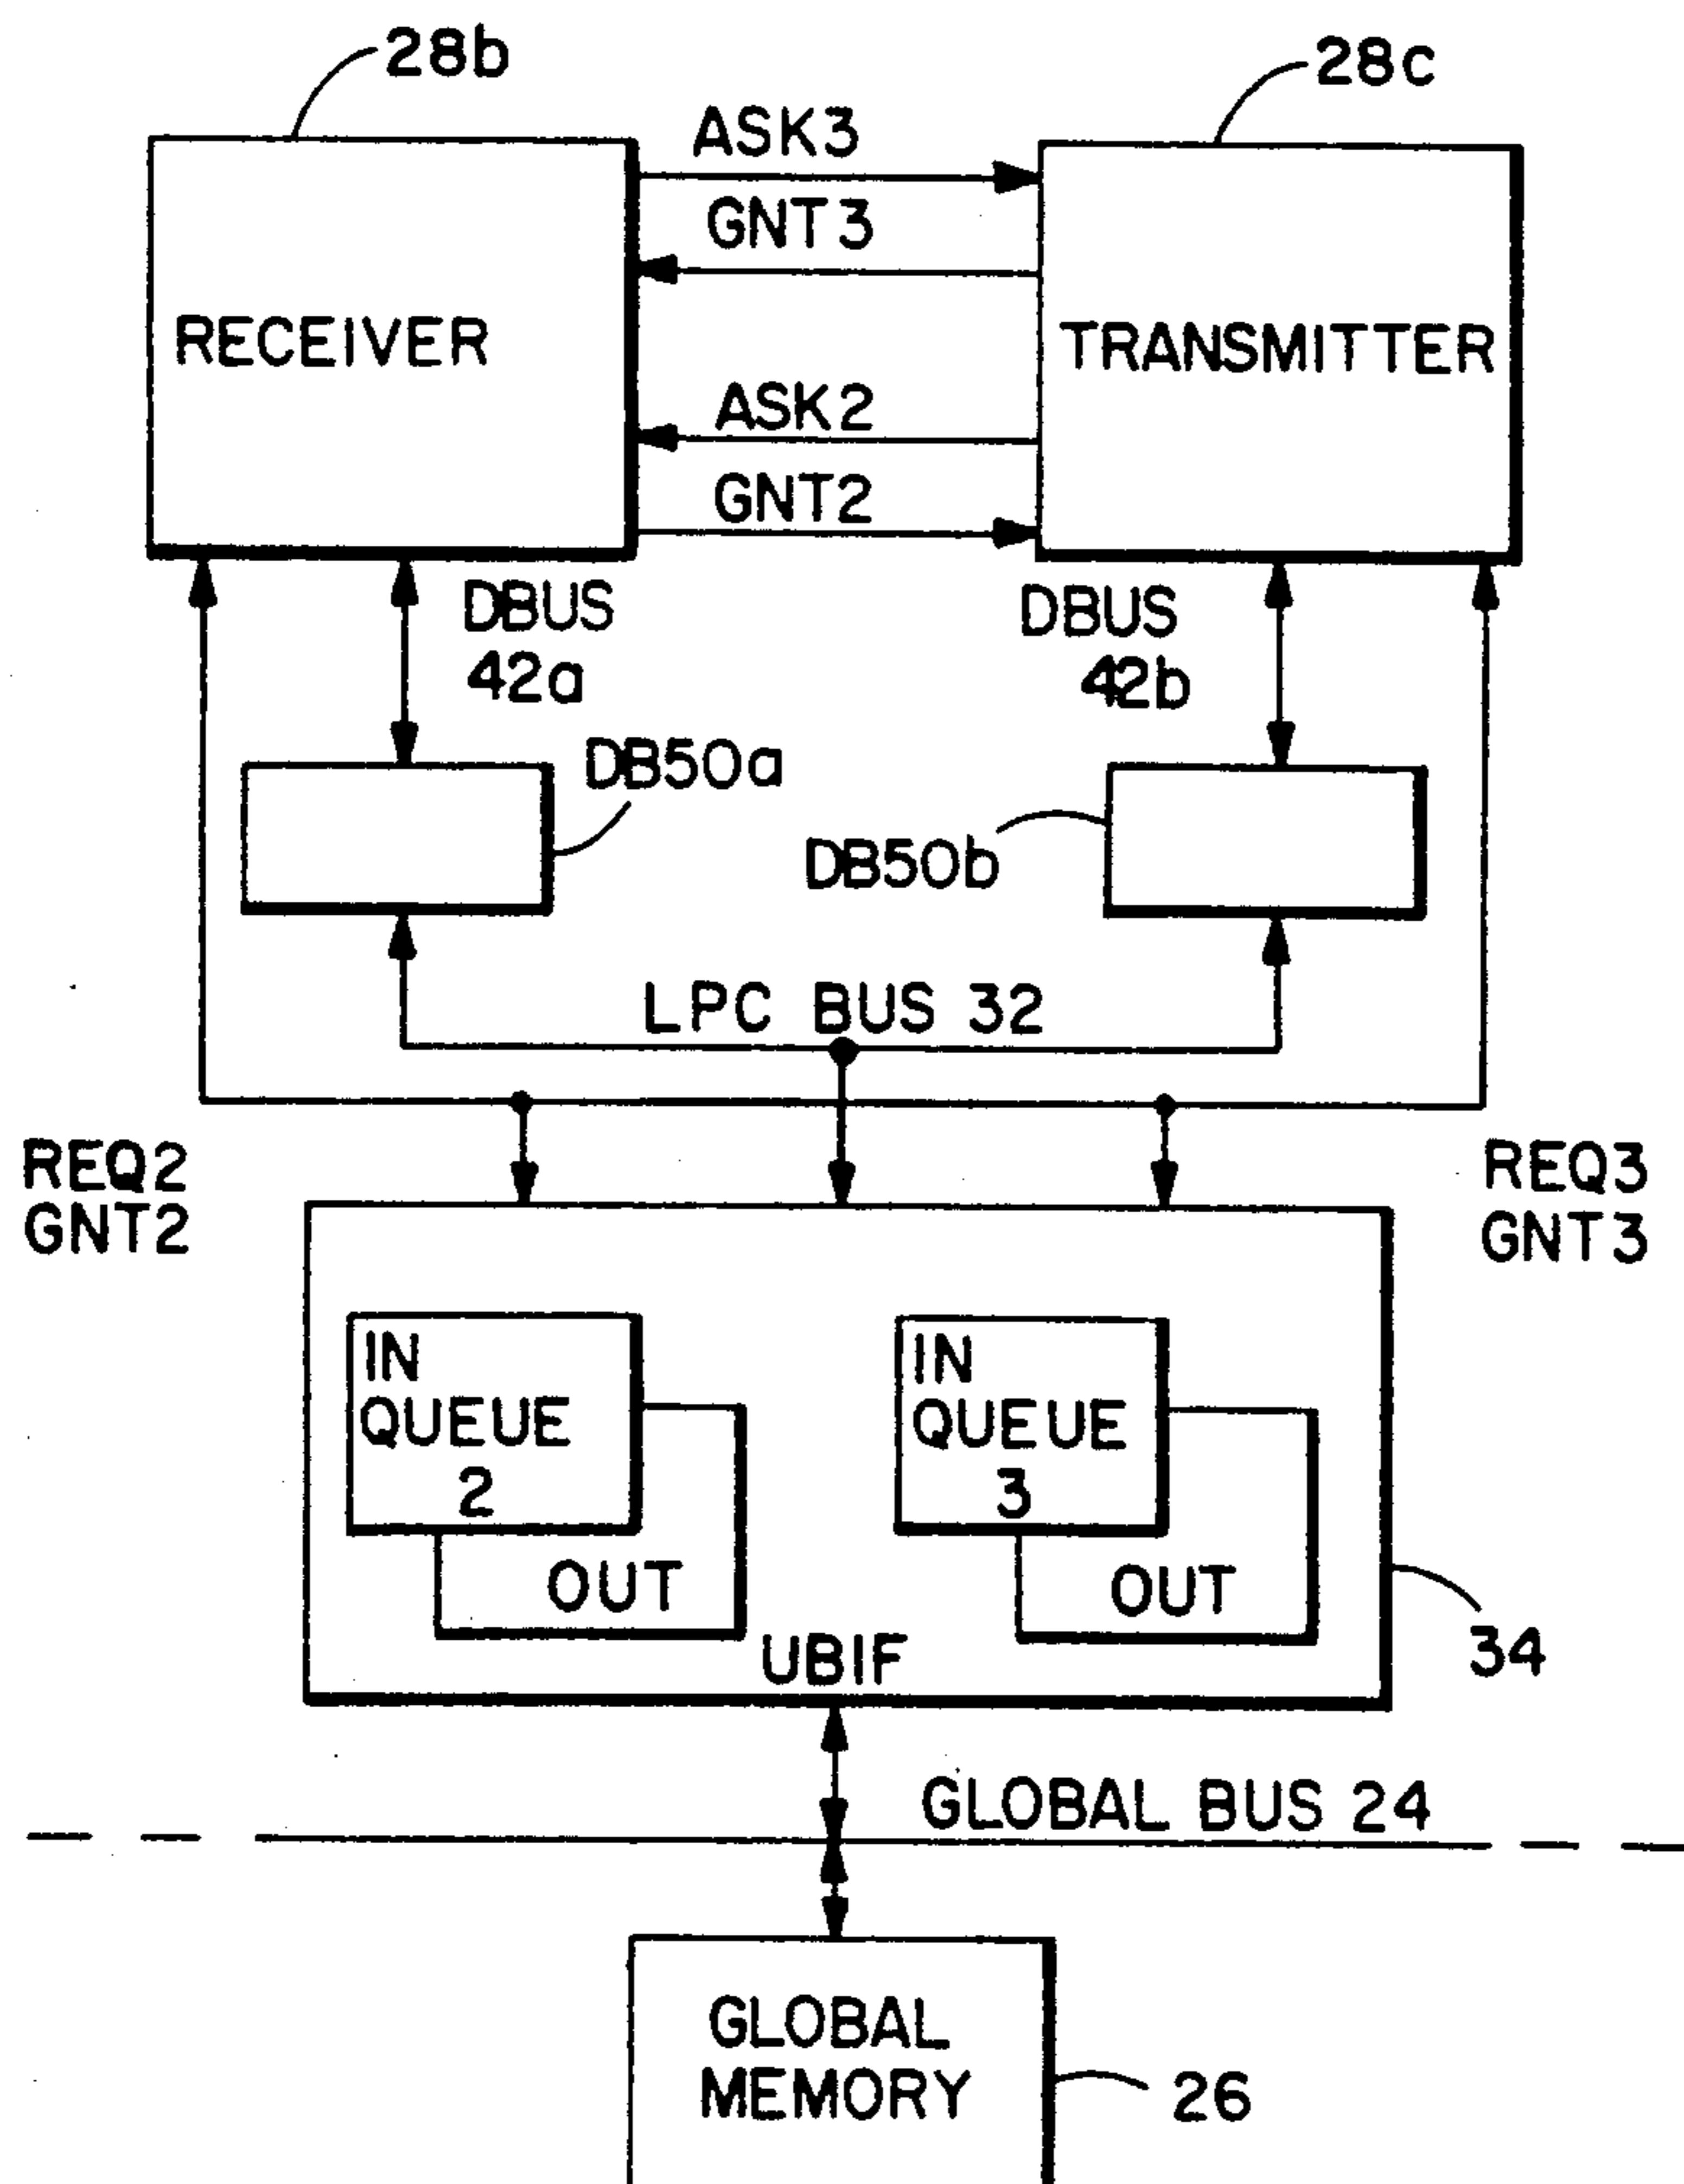 28b
28c
ASK3
GNT3
RECEIVER
TRANSMITTER
ASK2
GNT2
DBUS
42a
DBUS
42b
DB50a
DB50b
LPC BUS 32
REQ2
GNT2
REQ3
GNT3
IN
QUEUE
2
OUT
IN
QUEUE
3
OUT
UBIF
34
GLOBAL BUS 24
GLOBAL
MEMORY
26